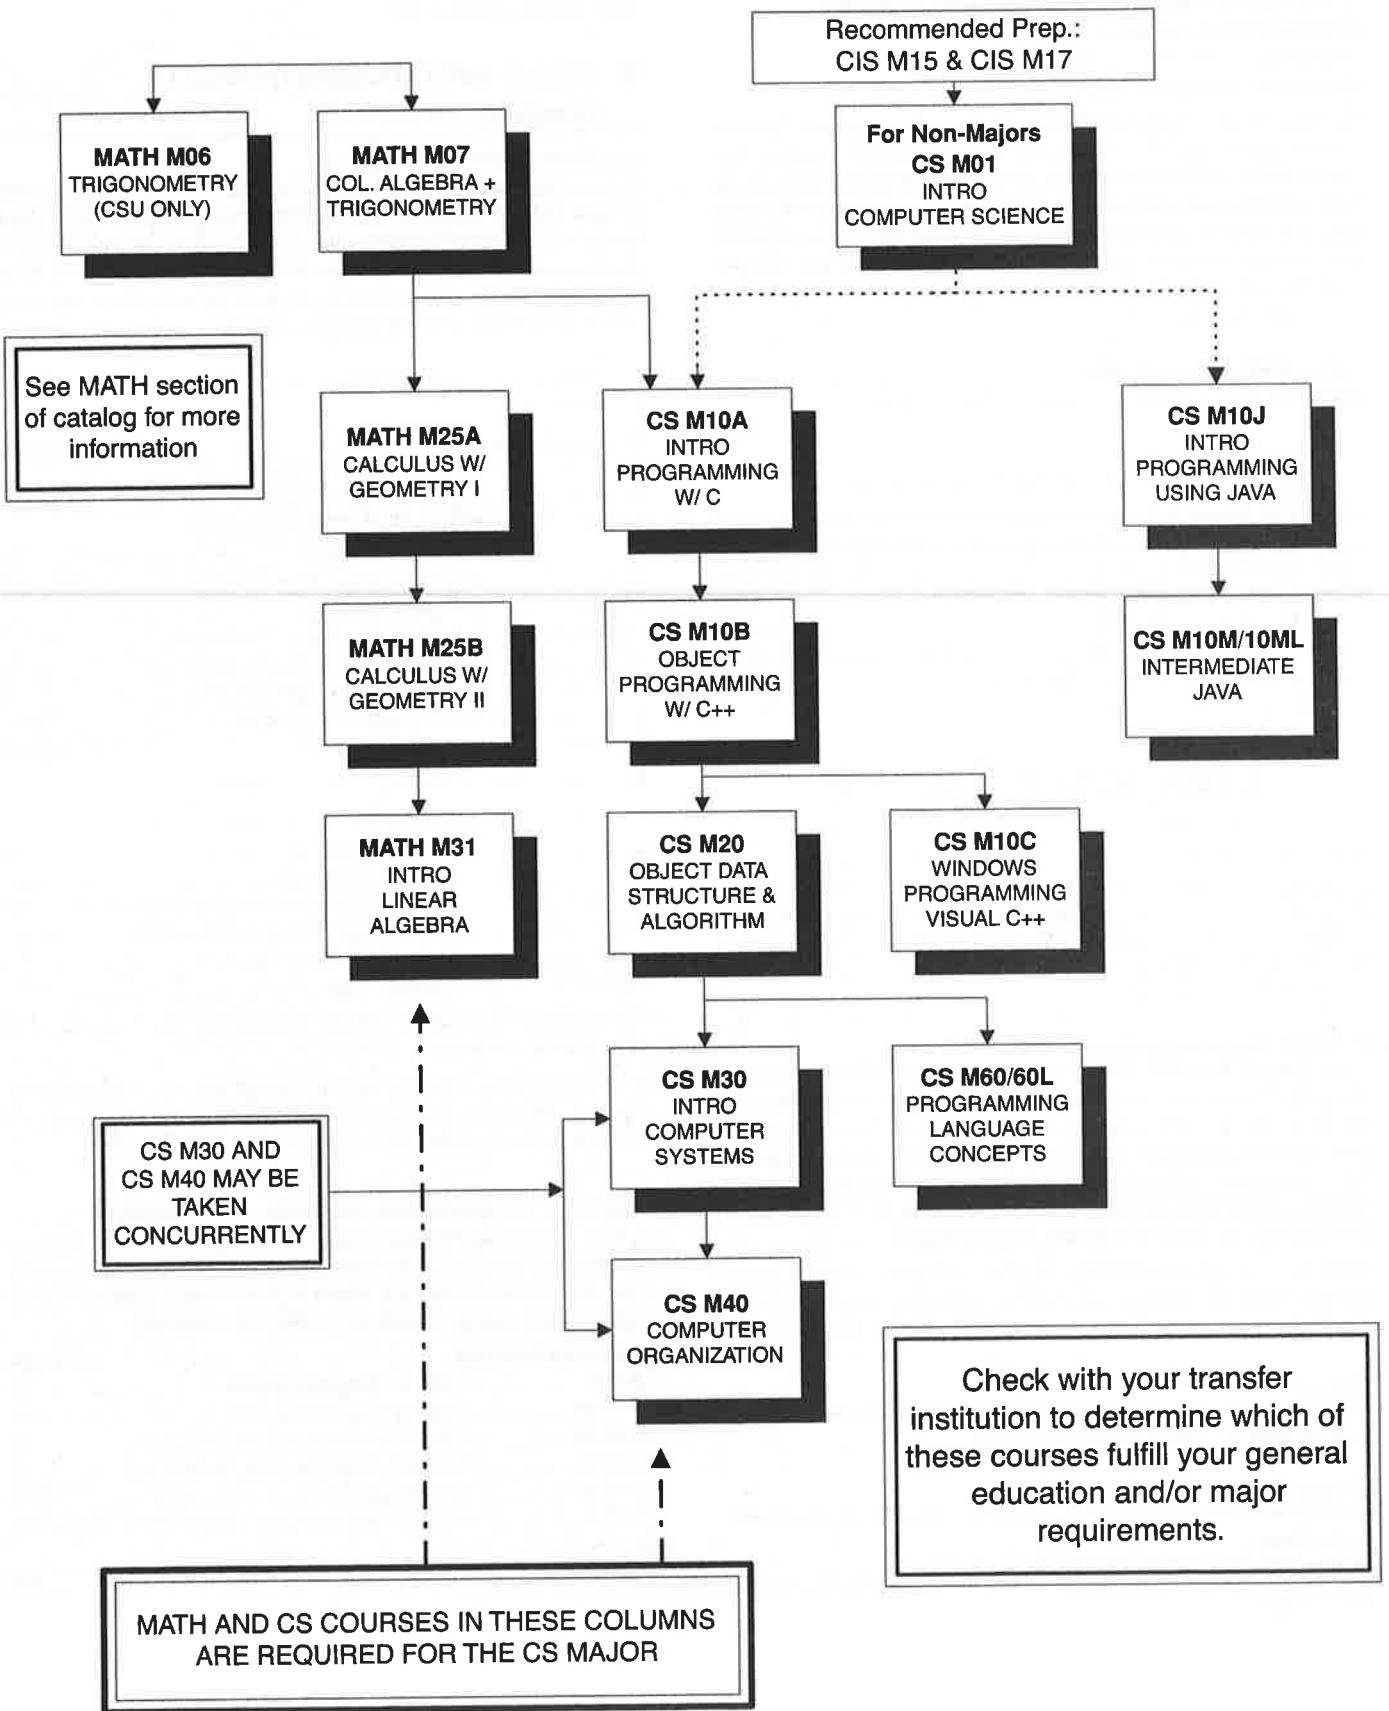 Recommended Prep.:
CIS M15 & CIS M17
MATH M06
TRIGONOMETRY
(CSU ONLY)
MATH M07
COL. ALGEBRA +
TRIGONOMETRY
For Non-Majors
CS M01
INTRO
COMPUTER SCIENCE
See MATH section
of catalog for more
information
MATH M25A
CALCULUS W/
GEOMETRY I
CS M10A
INTRO
PROGRAMMING
W/ C
CS M10J
INTRO
PROGRAMMING
USING JAVA
MATH M25B
CALCULUS W/
GEOMETRY II
CS M10B
OBJECT
PROGRAMMING
W/ C++
CS M10M/10ML
INTERMEDIATE
JAVA
MATH M31
INTRO
LINEAR
ALGEBRA
CS M20
OBJECT DATA
STRUCTURE &
ALGORITHM
CS M10C
WINDOWS
PROGRAMMING
VISUAL C++
CS M30
INTRO
COMPUTER
SYSTEMS
CS M60/60L
PROGRAMMING
LANGUAGE
CONCEPTS
CS M30 AND
CS M40 MAY BE
TAKEN
CONCURRENTLY
CS M40
COMPUTER
ORGANIZATION
Check with your transfer
institution to determine which of
these courses fulfill your general
education and/or major
requirements.
MATH AND CS COURSES IN THESE COLUMNS
ARE REQUIRED FOR THE CS MAJOR